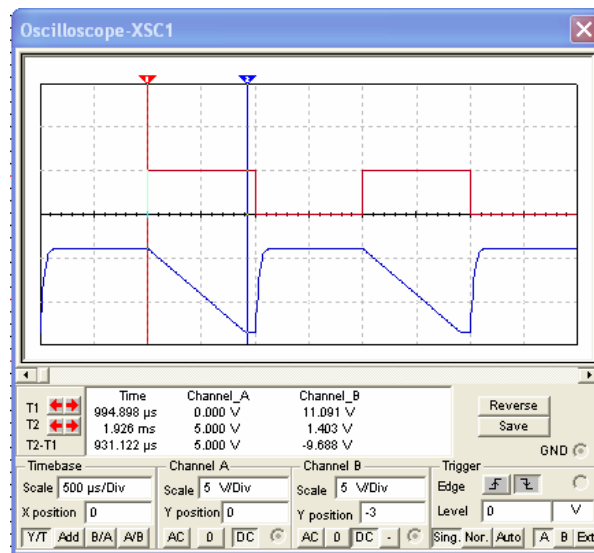 Oscilloscope-XSC1
1 2
Time Channel_A Channel_B
T1 994.898 µs 0.000 V 11.091 V
T2 1.926 ms 5.000 V 1.403 V
T2-T1 931.122 µs 5.000 V -9.688 V
Reverse
Save
GND
Timebase Channel A Channel B Trigger
Scale 500 µs/Div Scale 5 V/Div Scale 5 V/Div Edge
X position 0 Y position 0 Y position -3 Level 0 V
Y/T Add B/A A/B AC 0 DC AC 0 DC - Sing. Nor. Auto A B Ext